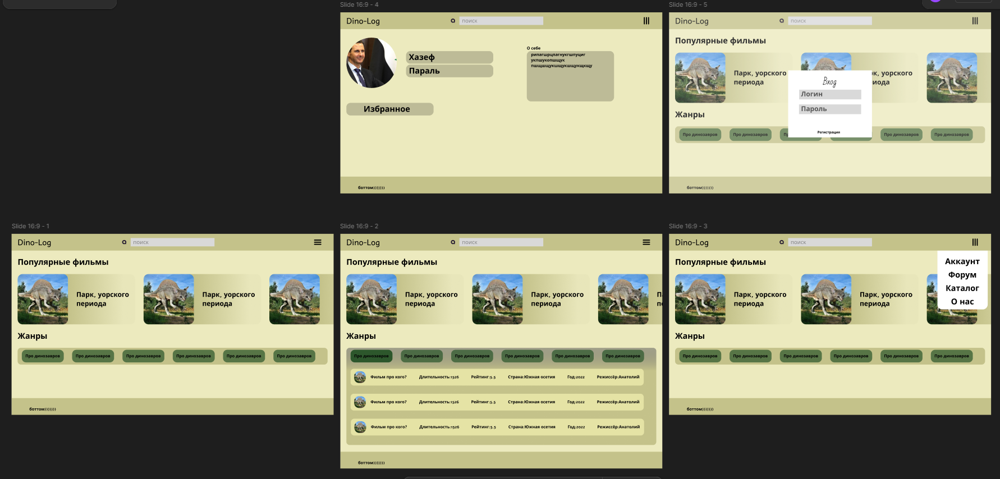 Slide 16:9 - 4
Dino-Log
поиск
Хазеф
Параль
О себе
рипагшрцпагнукгшпуциг
укпшукопшщук
пшщшщукшщукшщукщкщу
Избранное
боттом)))))))
Slide 16:9 - 5
Dino-Log
поиск
Популярные фильмы
Парк, уорского
периода
рк, уорского
иода
Вход
Логин
Пароль
Регистрация
Жанры
Про динозавров
Про динозавров
Пр
Про динозавров
Про динозавров
боттом)))))))
Slide 16:9 - 1
Dino-Log
поиск
Популярные фильмы
Парк, уорского
периода
Парк, уорского
периода
Жанры
Про динозавров
Про динозавров
Про динозавров
Про динозавров
Про динозавров
Про динозавров
боттом)))))))
Slide 16:9 - 2
Dino-Log
поиск
Популярные фильмы
Парк, уорского
периода
Парк, уорского
периода
П
п
Жанры
Про динозавров
Про динозавров
Про динозавров
Про динозавров
Про динозавров
Про динозавров
Фильм про кого? Длительность:1526 Рейтинг:5.5 Страна:Южная осетия Год:2022 Режиссёр:Анатолий
Фильм про кого? Длительность:1526 Рейтинг:5.5 Страна:Южная осетия Год:2022 Режиссёр:Анатолий
Фильм про кого? Длительность:1526 Рейтинг:5.5 Страна:Южная осетия Год:2022 Режиссёр:Анатолий
боттом)))))))
Slide 16:9 - 3
Dino-Log
поиск
Аккаунт
Форум
Каталог
О нас
Популярные фильмы
Парк, уорского
периода
Парк, уорского
периода
Жанры
Про динозавров
Про динозавров
Про динозавров
Про динозавров
Про динозавров
Про динозавров
боттом)))))))